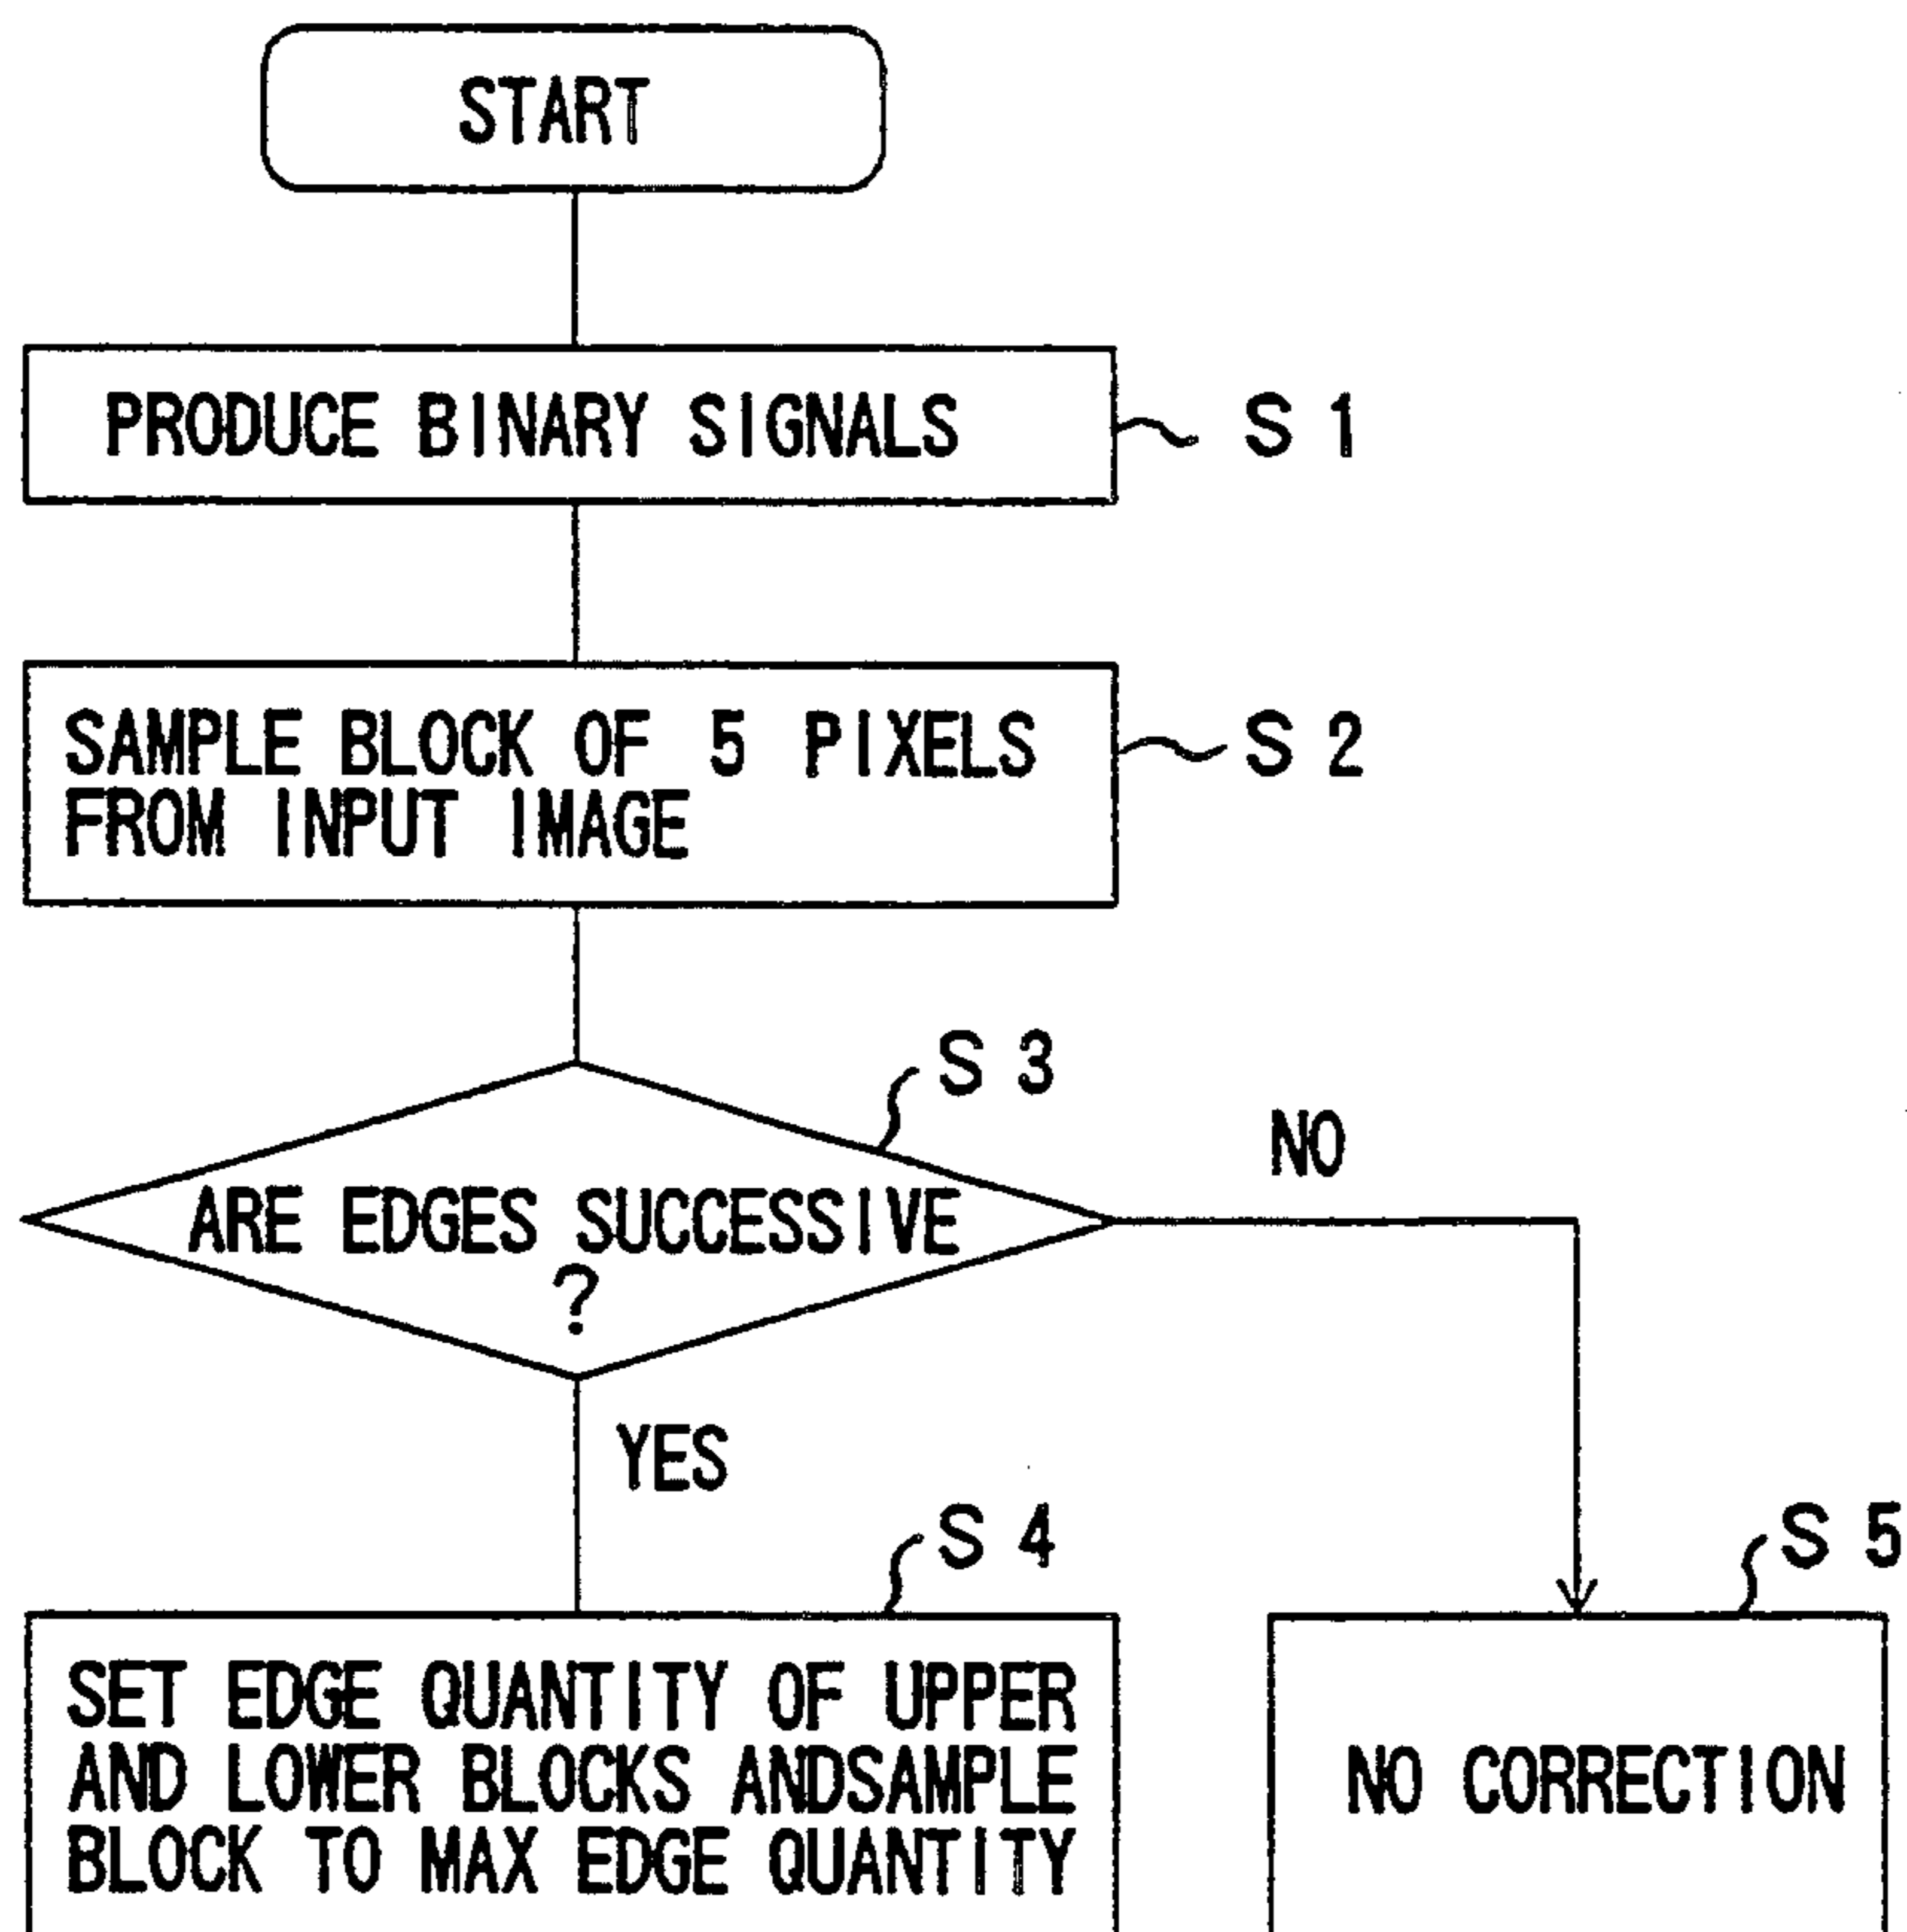 START
PRODUCE BINARY SIGNALS
S 1
SAMPLE BLOCK OF 5 PIXELS
FROM INPUT IMAGE
S 2
S 3
ARE EDGES SUCCESSIVE
?
NO
YES
S 4
SET EDGE QUANTITY OF UPPER
AND LOWER BLOCKS ANDSAMPLE
BLOCK TO MAX EDGE QUANTITY
S 5
NO CORRECTION